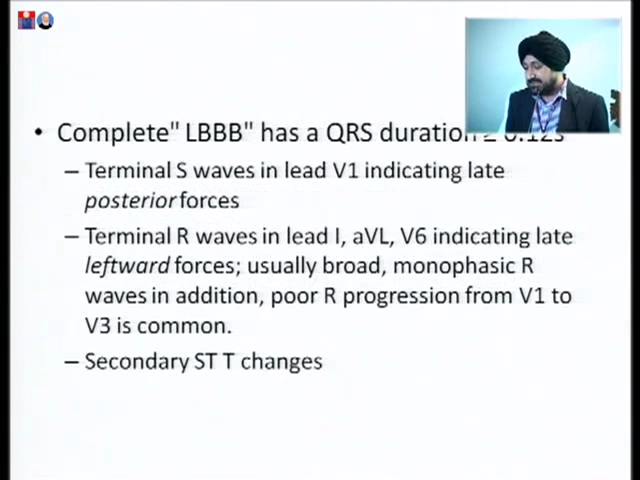 • Complete" LBBB" has a QRS duration ≥ 0.12s
– Terminal S waves in lead V1 indicating late
posterior forces
– Terminal R waves in lead I, aVL, V6 indicating late
leftward forces; usually broad, monophasic R
waves in addition, poor R progression from V1 to
V3 is common.
– Secondary ST T changes